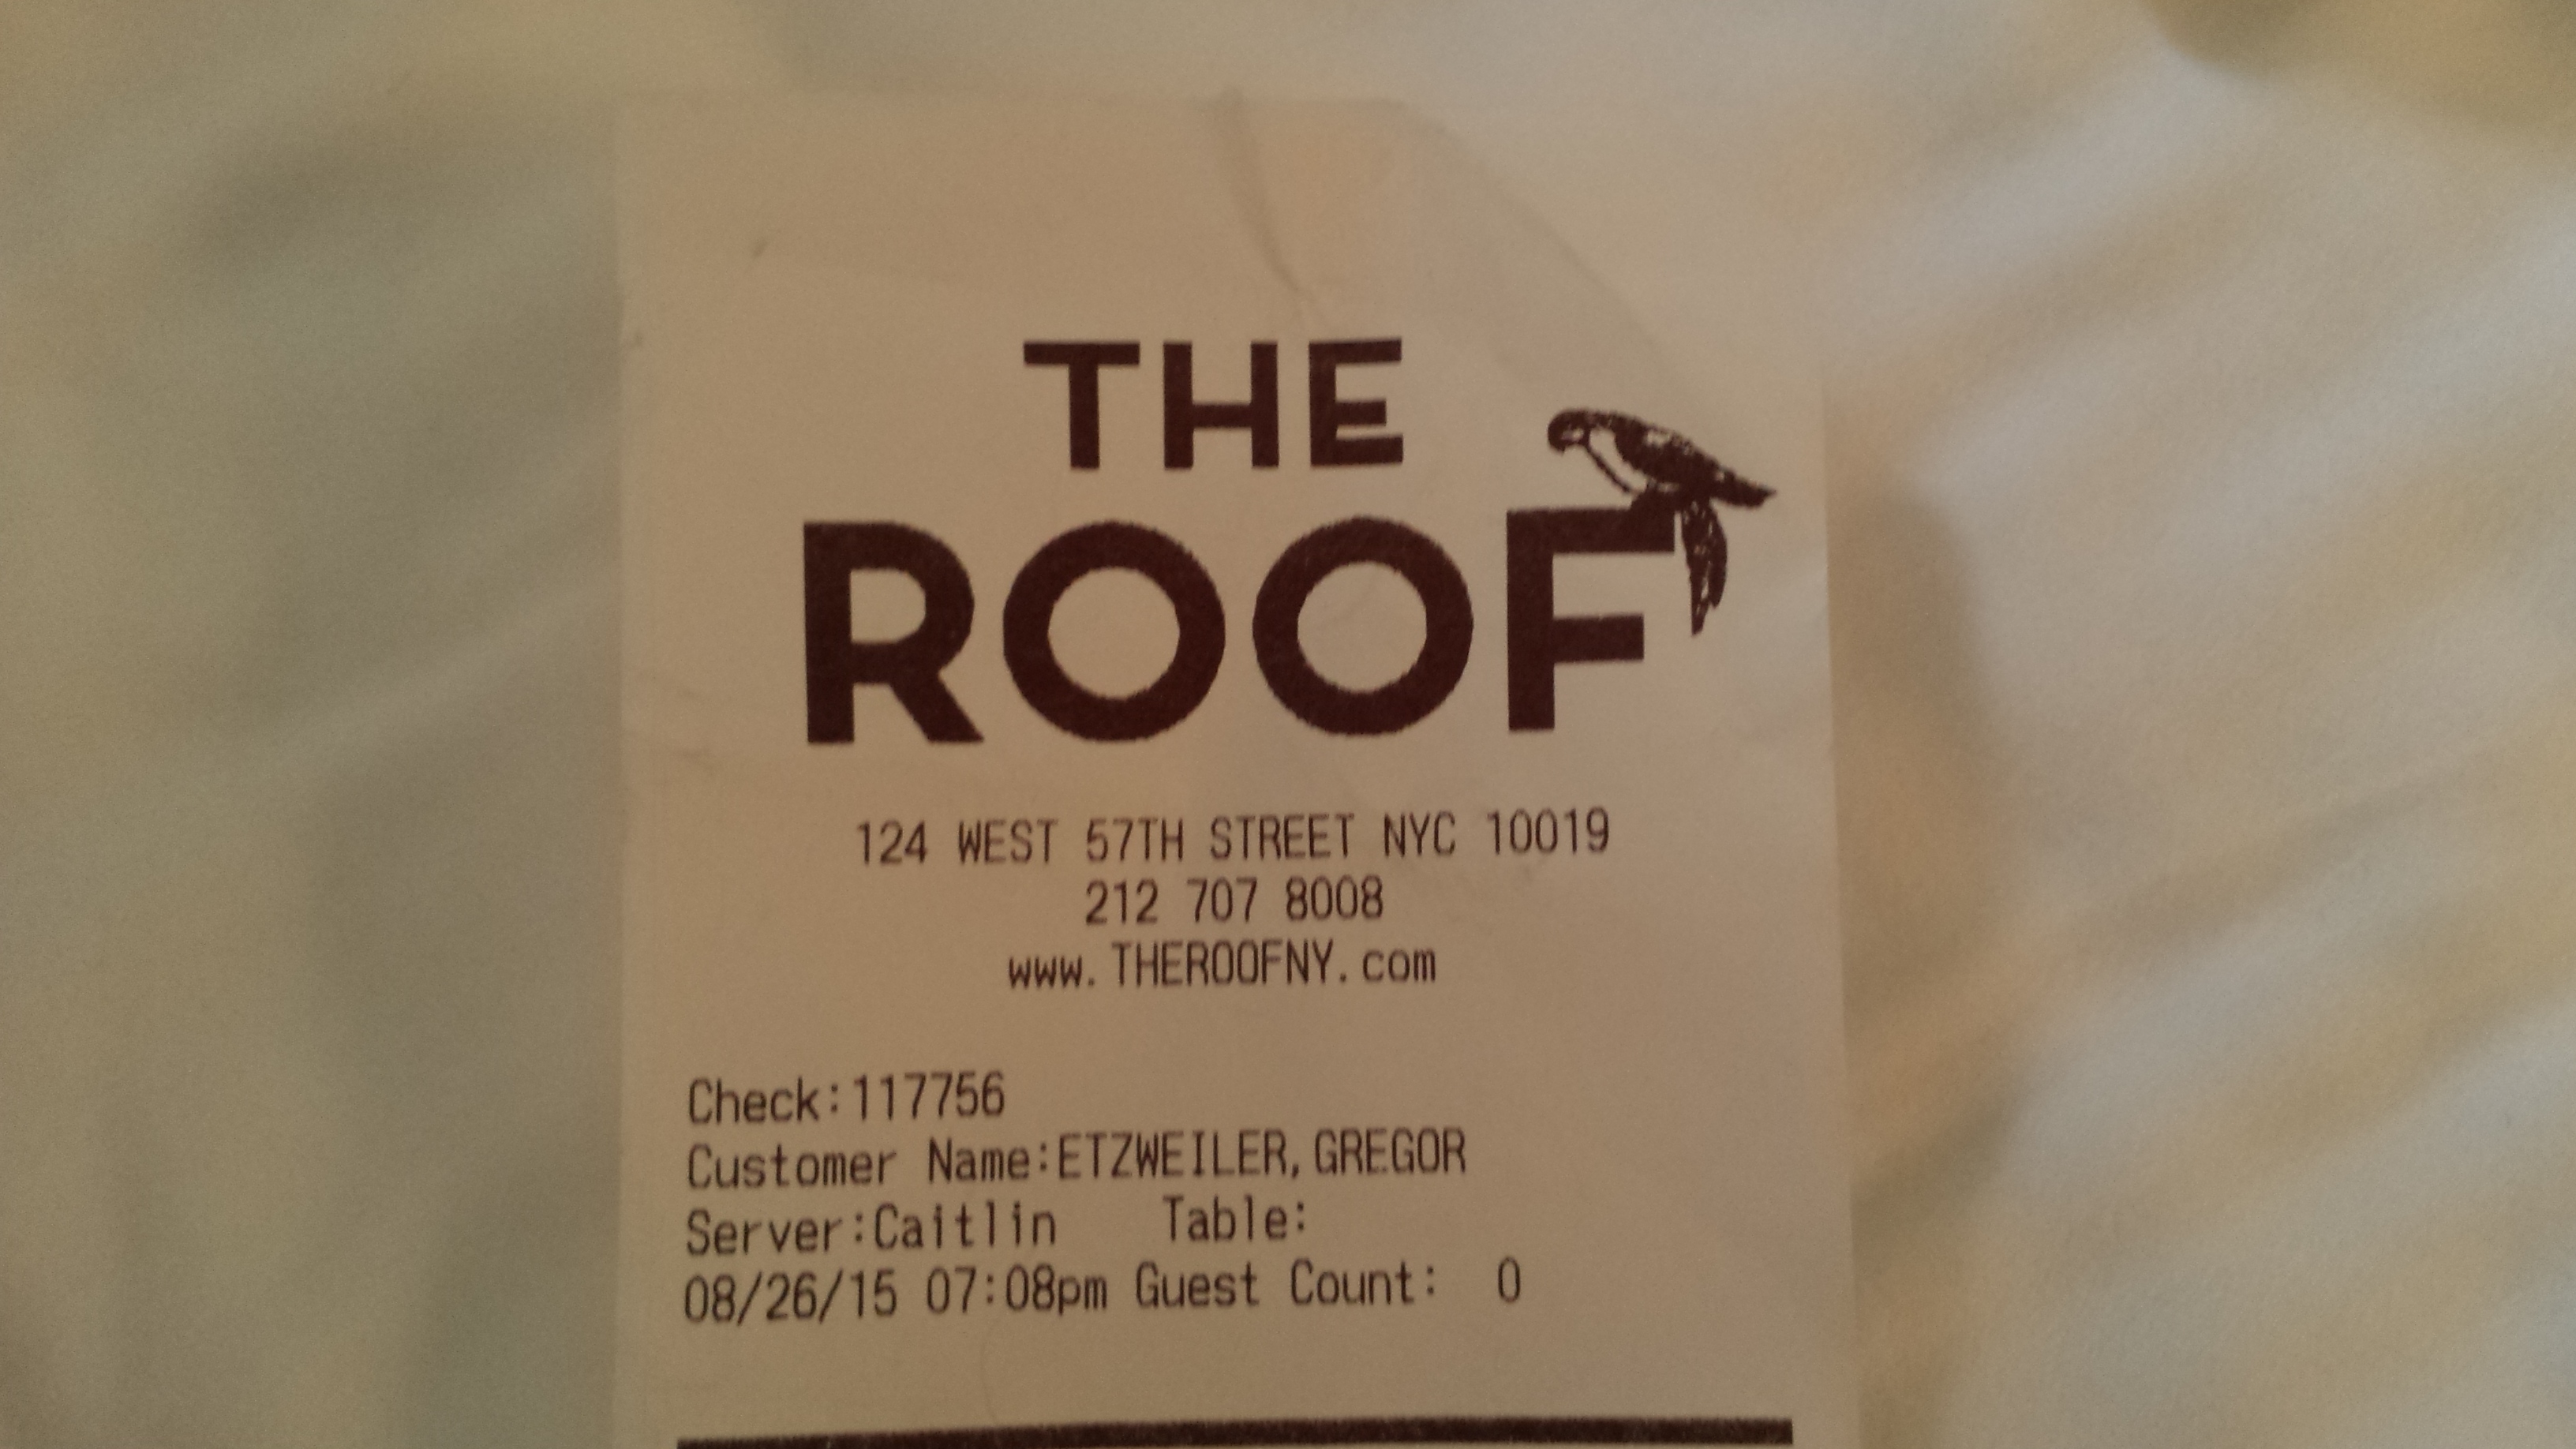 THE
ROOF
124 WEST 57TH STREET NYC 10019
212 707 8008
www.THEROOFNY.com
Check:117756
Customer Name:ETZWEILER,GREGOR
Server:Caitlin Table:
08/26/15 07:08pm Guest Count: 0